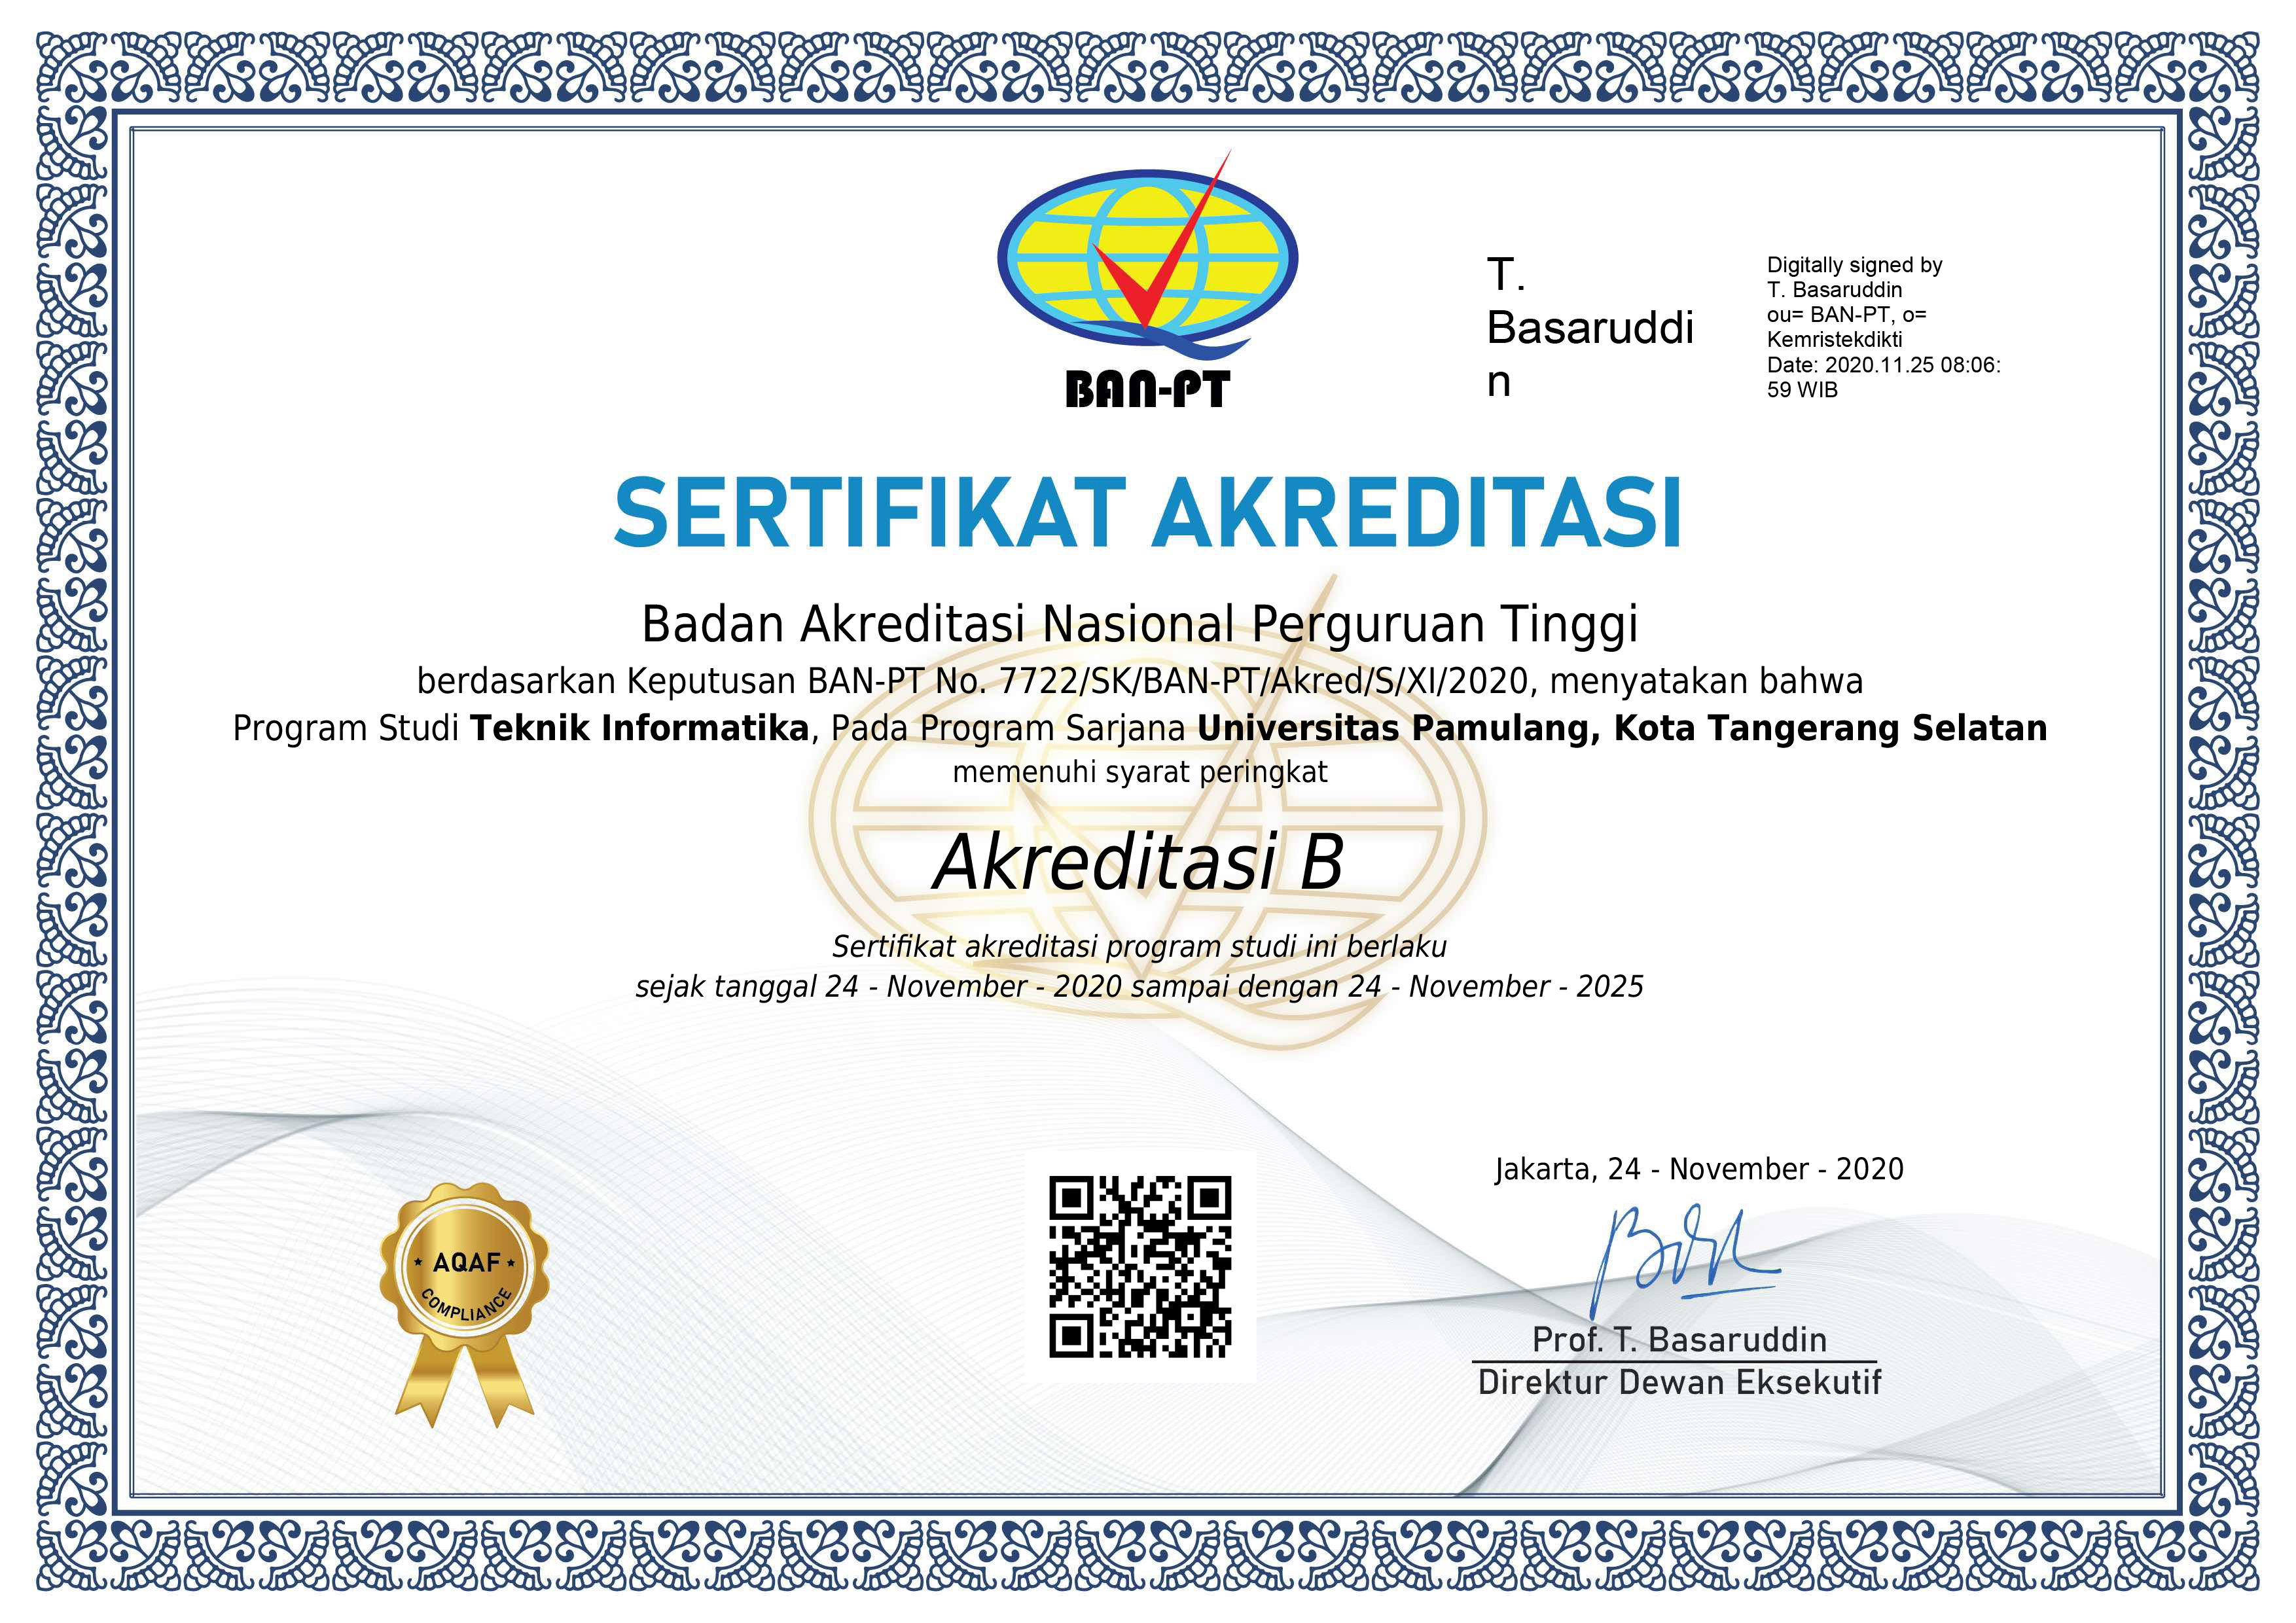 BAN-PT
T.
Basaruddi
n
Digitally signed by
T. Basaruddin
ou= BAN-PT, o=
Kemristekdikti
Date: 2020.11.25 08:06:
59 WIB
SERTIFIKAT AKREDITASI
Badan Akreditasi Nasional Perguruan Tinggi
berdasarkan Keputusan BAN-PT No. 7722/SK/BAN-PT/Akred/S/XI/2020, menyatakan bahwa
Program Studi Teknik Informatika, Pada Program Sarjana Universitas Pamulang, Kota Tangerang Selatan
memenuhi syarat peringkat
Akreditasi B
Sertifikat akreditasi program studi ini berlaku
sejak tanggal 24 - November - 2020 sampai dengan 24 - November - 2025
AQAF
COMPLIANCE
Jakarta, 24 - November - 2020
Prof. T. Basaruddin
Direktur Dewan Eksekutif